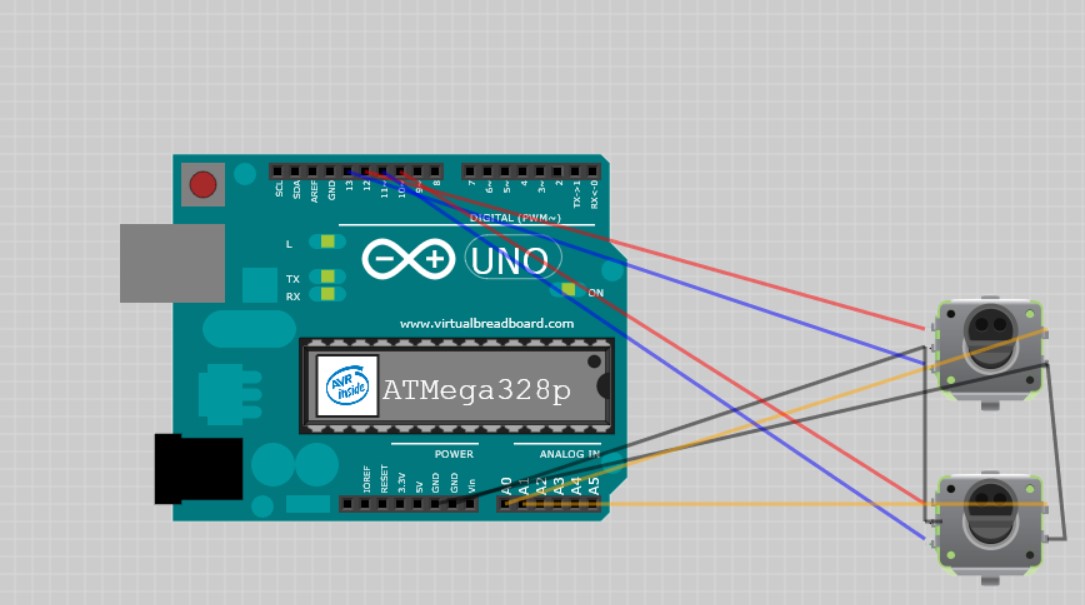 SCL
SDA
AREF
GND
13
12
11~
10~
9~
8
7
6~
5~
4
3~
2
TX->1
RX<-0
DIGITAL (PWM~)
L
TX
RX
UNO
ON
www.virtualbreadboard.com
AVR
inside
ATMega328p
POWER
ANALOG IN
IOREF
RESET
3.3V
5V
GND
GND
Vin
A0
A1
A2
A3
A4
A5